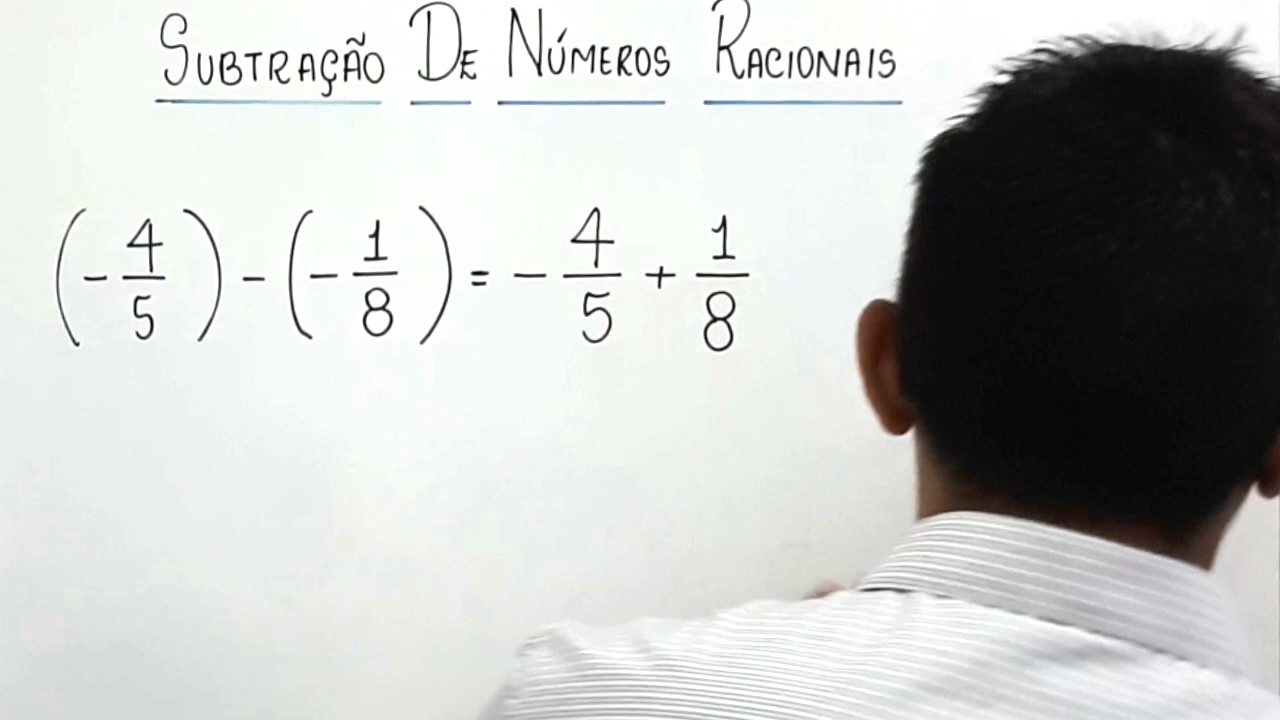 SUBTRAÇÃO DE NÚMEROS RACIONAIS
(-4/5) - (-1/8) = -4/5 + 1/8